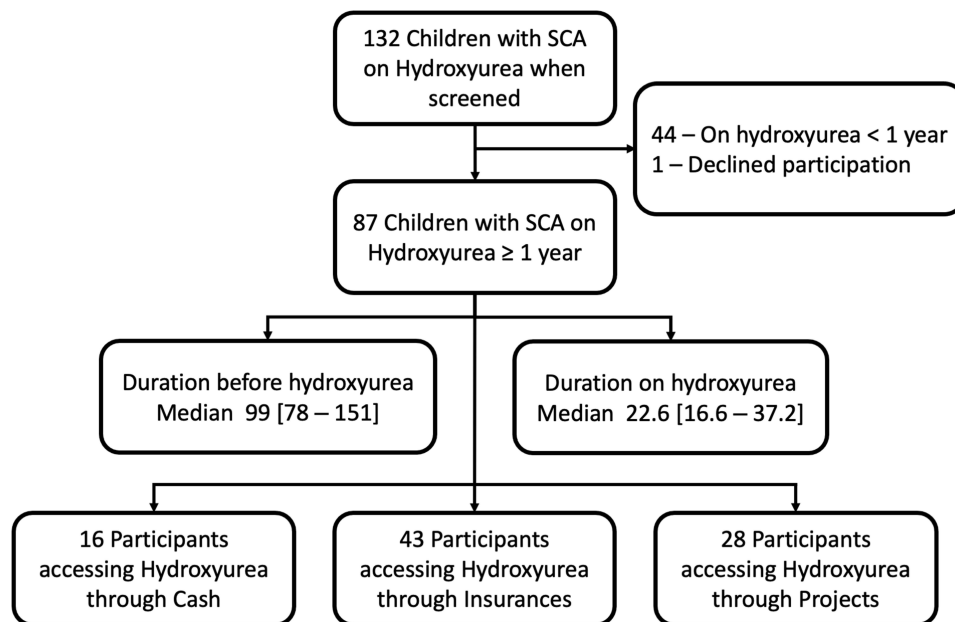 132 Children with SCA
on Hydroxyurea when
screened
44 – On hydroxyurea < 1 year
1 – Declined participation
87 Children with SCA on
Hydroxyurea ≥ 1 year
Duration before hydroxyurea
Median 99 [78 – 151]
Duration on hydroxyurea
Median 22.6 [16.6 – 37.2]
16 Participants
accessing Hydroxyurea
through Cash
43 Participants
accessing Hydroxyurea
through Insurances
28 Participants
accessing Hydroxyurea
through Projects